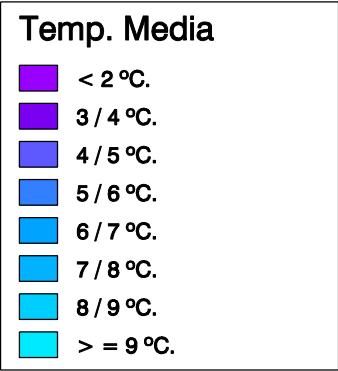 Temp. Media
< 2 ºC.
3 / 4 ºC.
4 / 5 ºC.
5 / 6 ºC.
6 / 7 ºC.
7 / 8 ºC.
8 / 9 ºC.
> = 9 ºC.